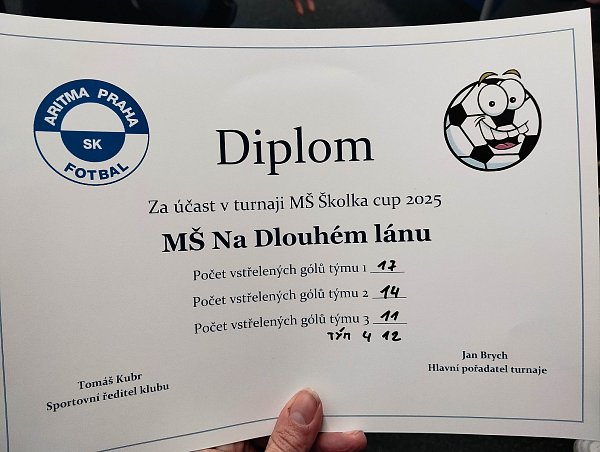 ARITMA PRAHA
SK
FOTBAL
Diplom
Za účast v turnaji MŠ Školka cup 2025
MŠ Na Dlouhém lánu
Počet vstřelených gólů týmu 1 17
Počet vstřelených gólů týmu 2 14
Počet vstřelených gólů týmu 3 11
TÝM 4 12
Tomáš Kubr
Sportovní ředitel klubu
Jan Brych
Hlavní pořadatel turnaje